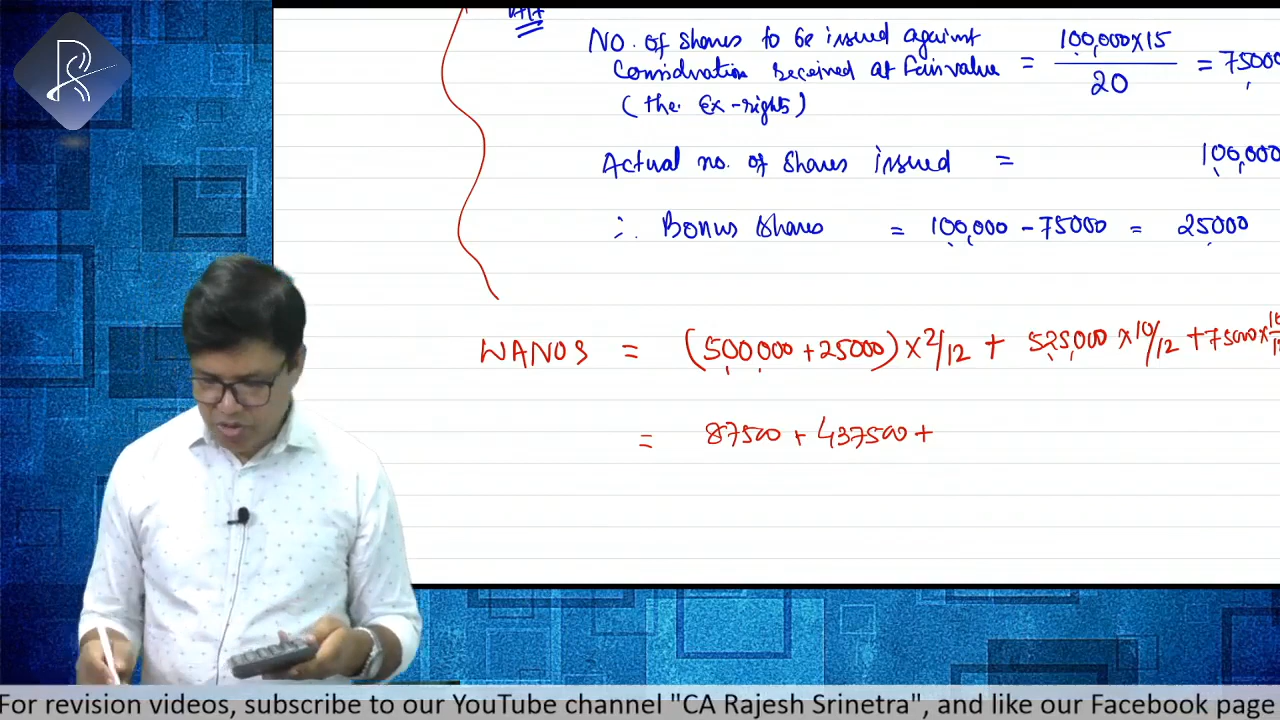 No. of shares to be issued against
Considration received at Fair value = 100,000x15 / 20 = 75000
(the Ex-rights)
Actual no. of Shares issued = 100,000
∴ Bonus Shares = 100,000 - 75000 = 25000
WANOS = (500,000 + 25000) x 2/12 + 525,000 x 10/12 + 75000 x
= 87500 + 437500 +
For revision videos, subscribe to our YouTube channel "CA Rajesh Srinetra", and like our Facebook page